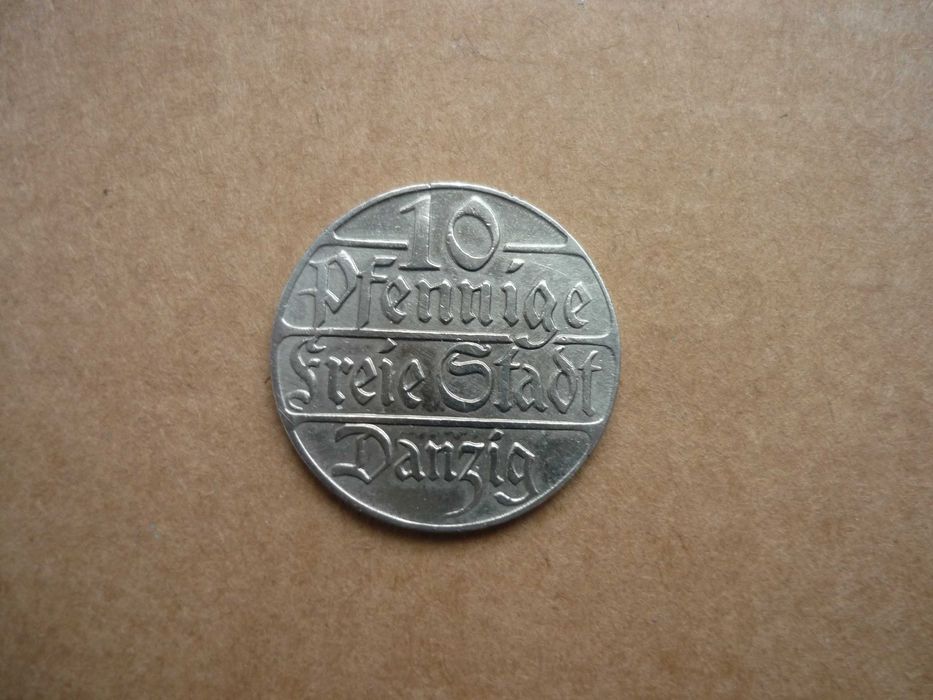 10
Pfennige
Freie Stadt
Danzig